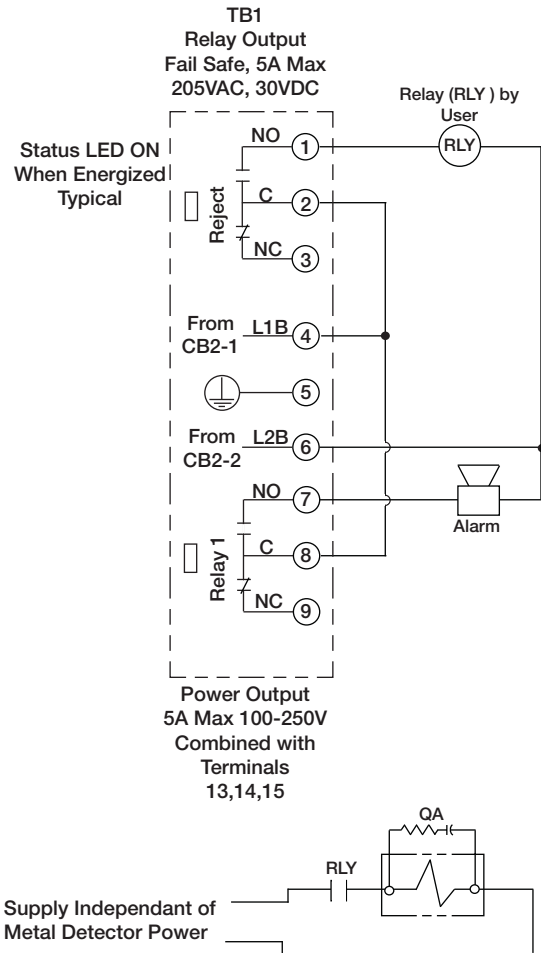 TB1
Relay Output
Fail Safe, 5A Max
205VAC, 30VDC
Relay (RLY ) by
User
RLY
Status LED ON
When Energized
Typical
NO
1
C
2
Reject
NC
3
From
CB2-1
L1B
4
5
From
CB2-2
L2B
6
NO
7
Alarm
C
8
Relay 1
NC
9
Power Output
5A Max 100-250V
Combined with
Terminals
13,14,15
QA
RLY
Supply Independant of
Metal Detector Power